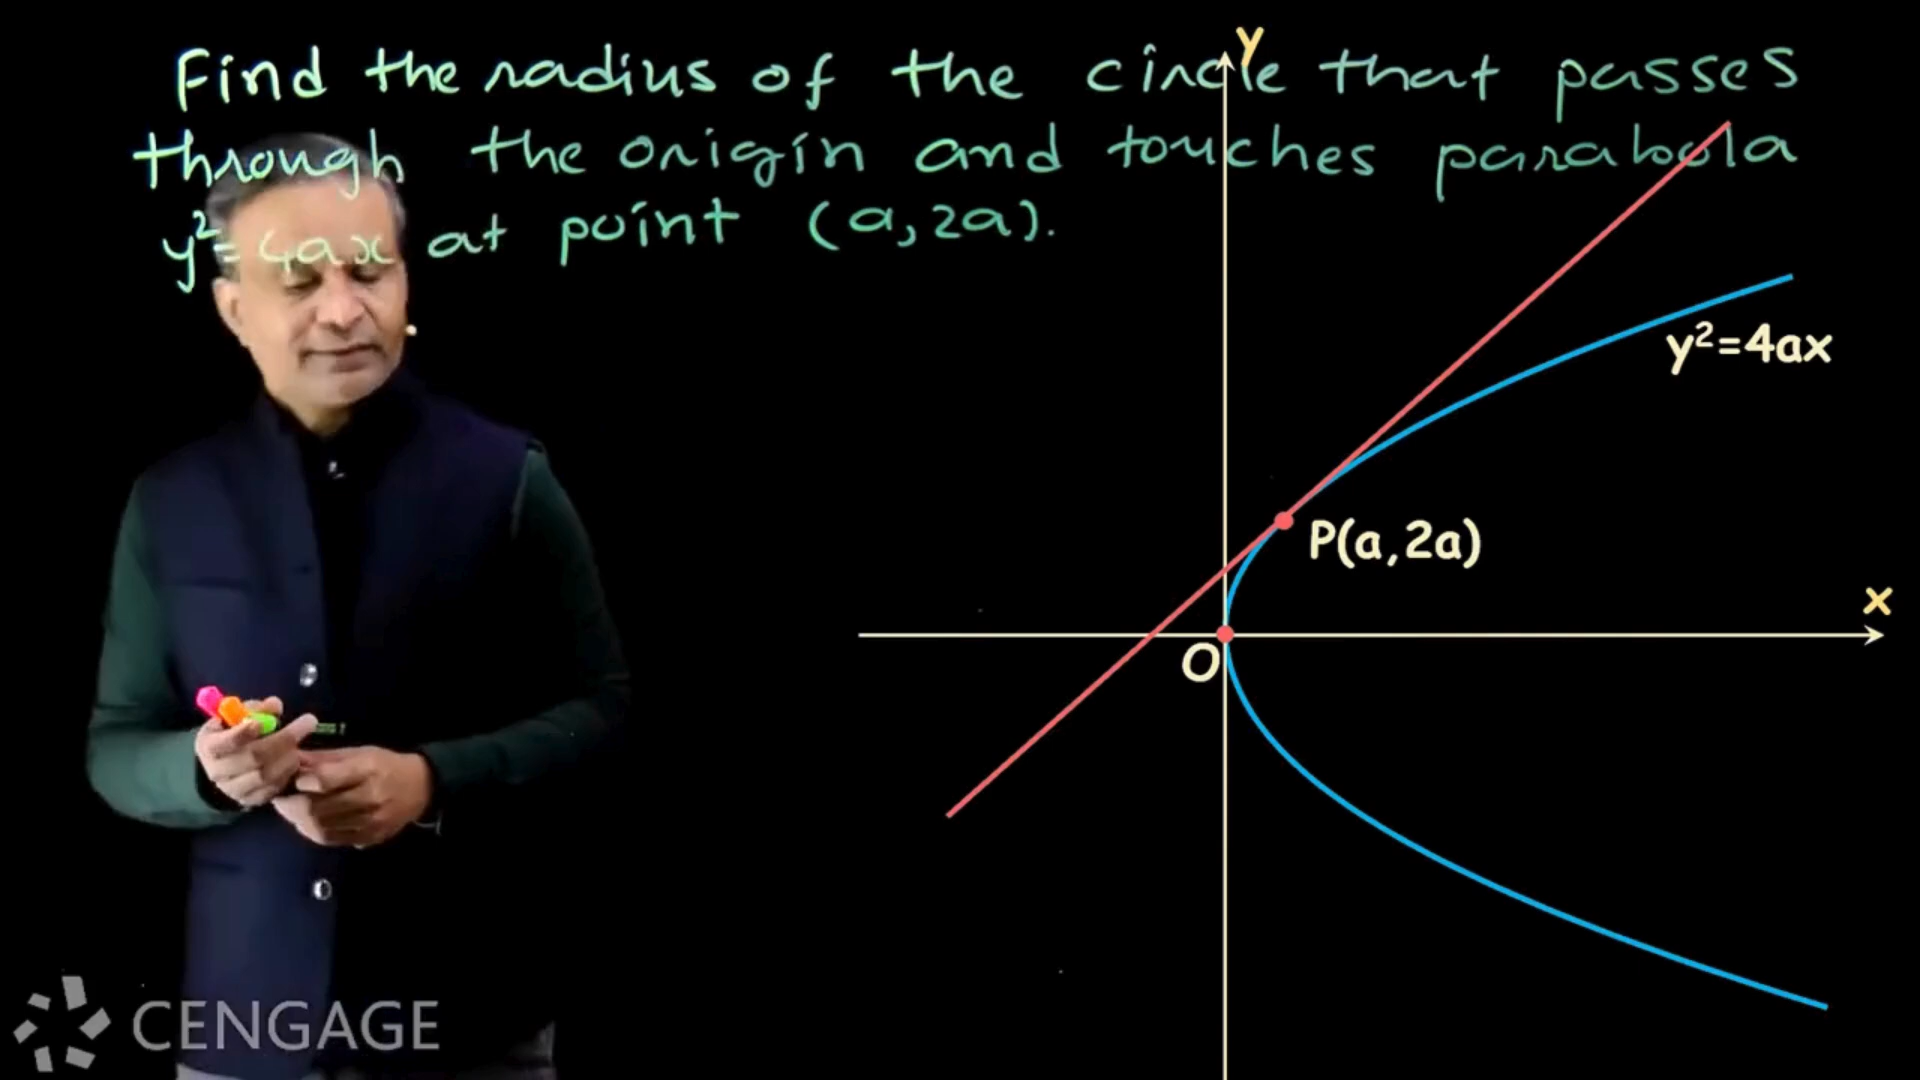 Find the radius of the circle that passes
through the origin and touches parabola
y²=4ax at point (a,2a).
y
y²=4ax
P(a,2a)
x
O
CENGAGE